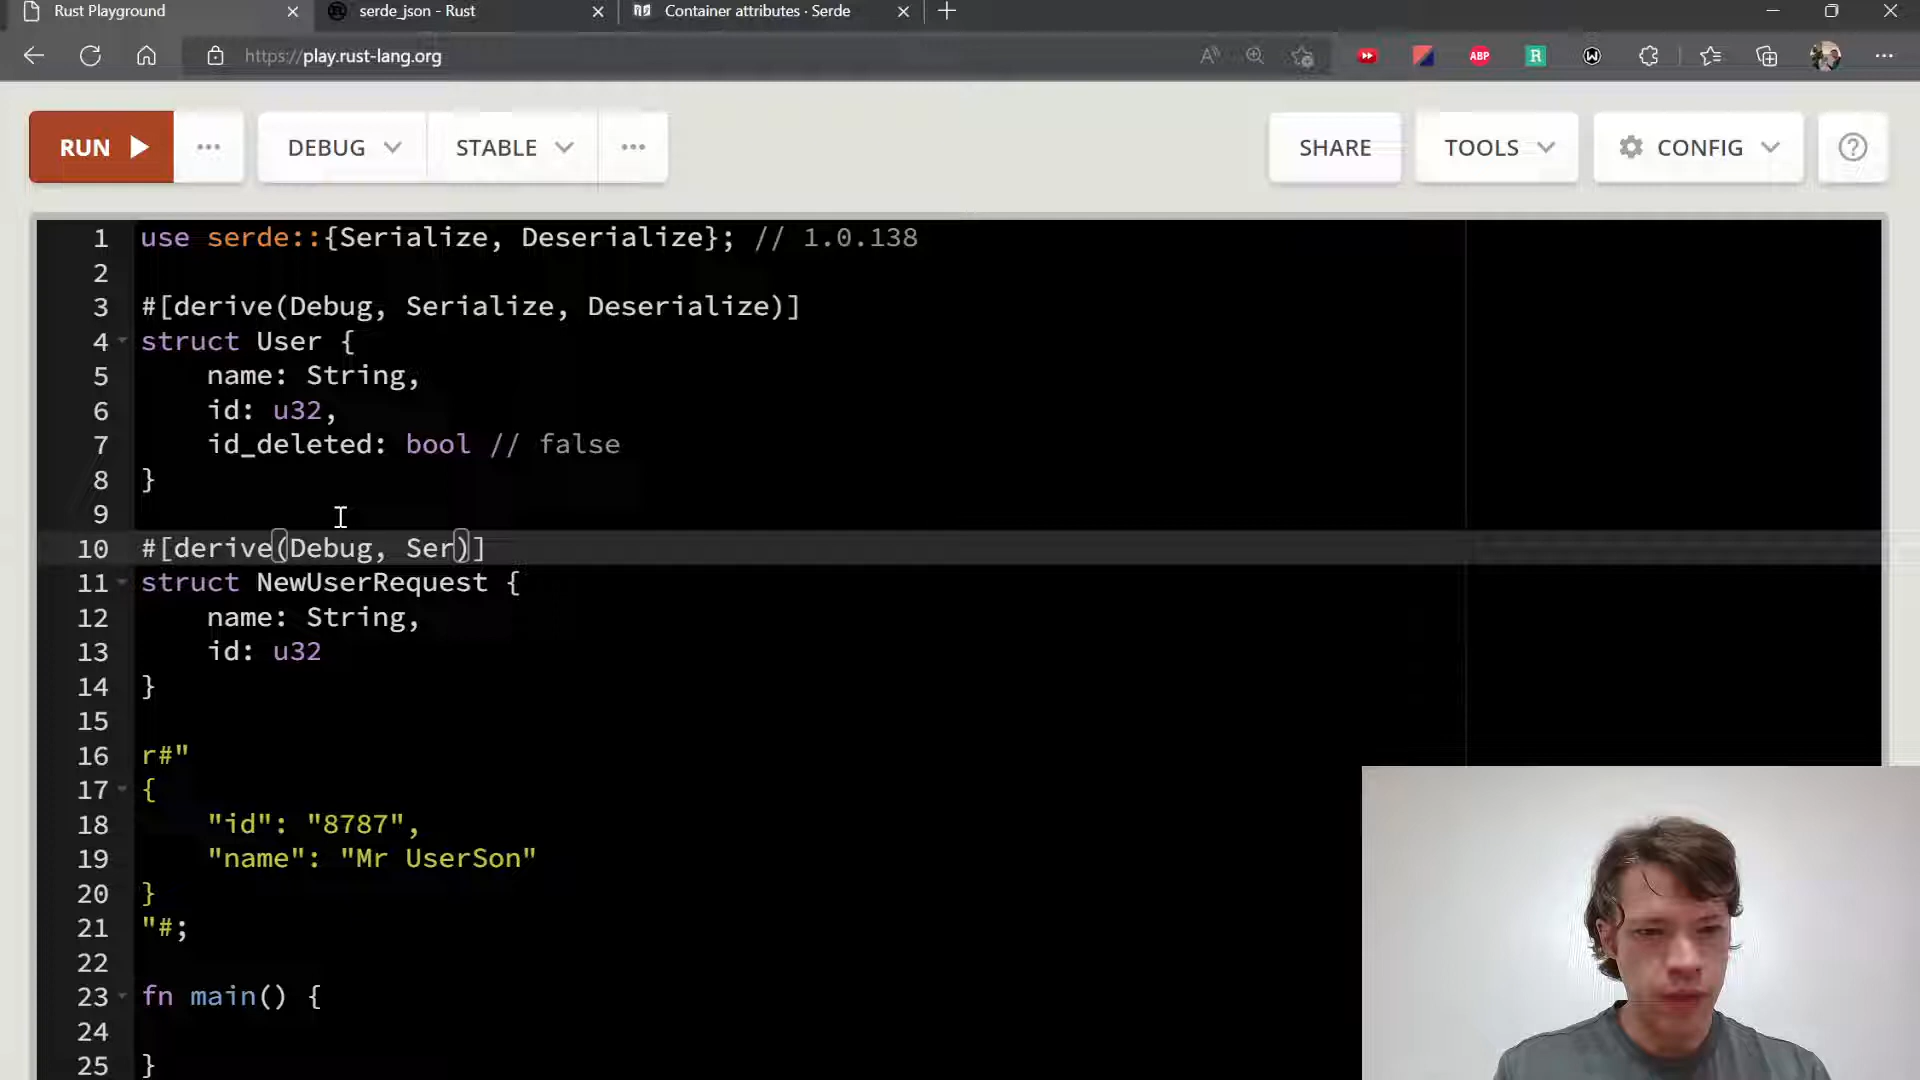 Rust Playground
serde_json - Rust
Container attributes · Serde
https://play.rust-lang.org
ABP
R
W
RUN
DEBUG
STABLE
SHARE
TOOLS
CONFIG
1 use serde::{Serialize, Deserialize}; // 1.0.138
2
3 #[derive(Debug, Serialize, Deserialize)]
4 struct User {
5 name: String,
6 id: u32,
7 id_deleted: bool // false
8 }
9
10 #[derive(Debug, Ser)]
11 struct NewUserRequest {
12 name: String,
13 id: u32
14 }
15
16 r#"
17 {
18 "id": "8787",
19 "name": "Mr UserSon"
20 }
21 "#;
22
23 fn main() {
24
25 }